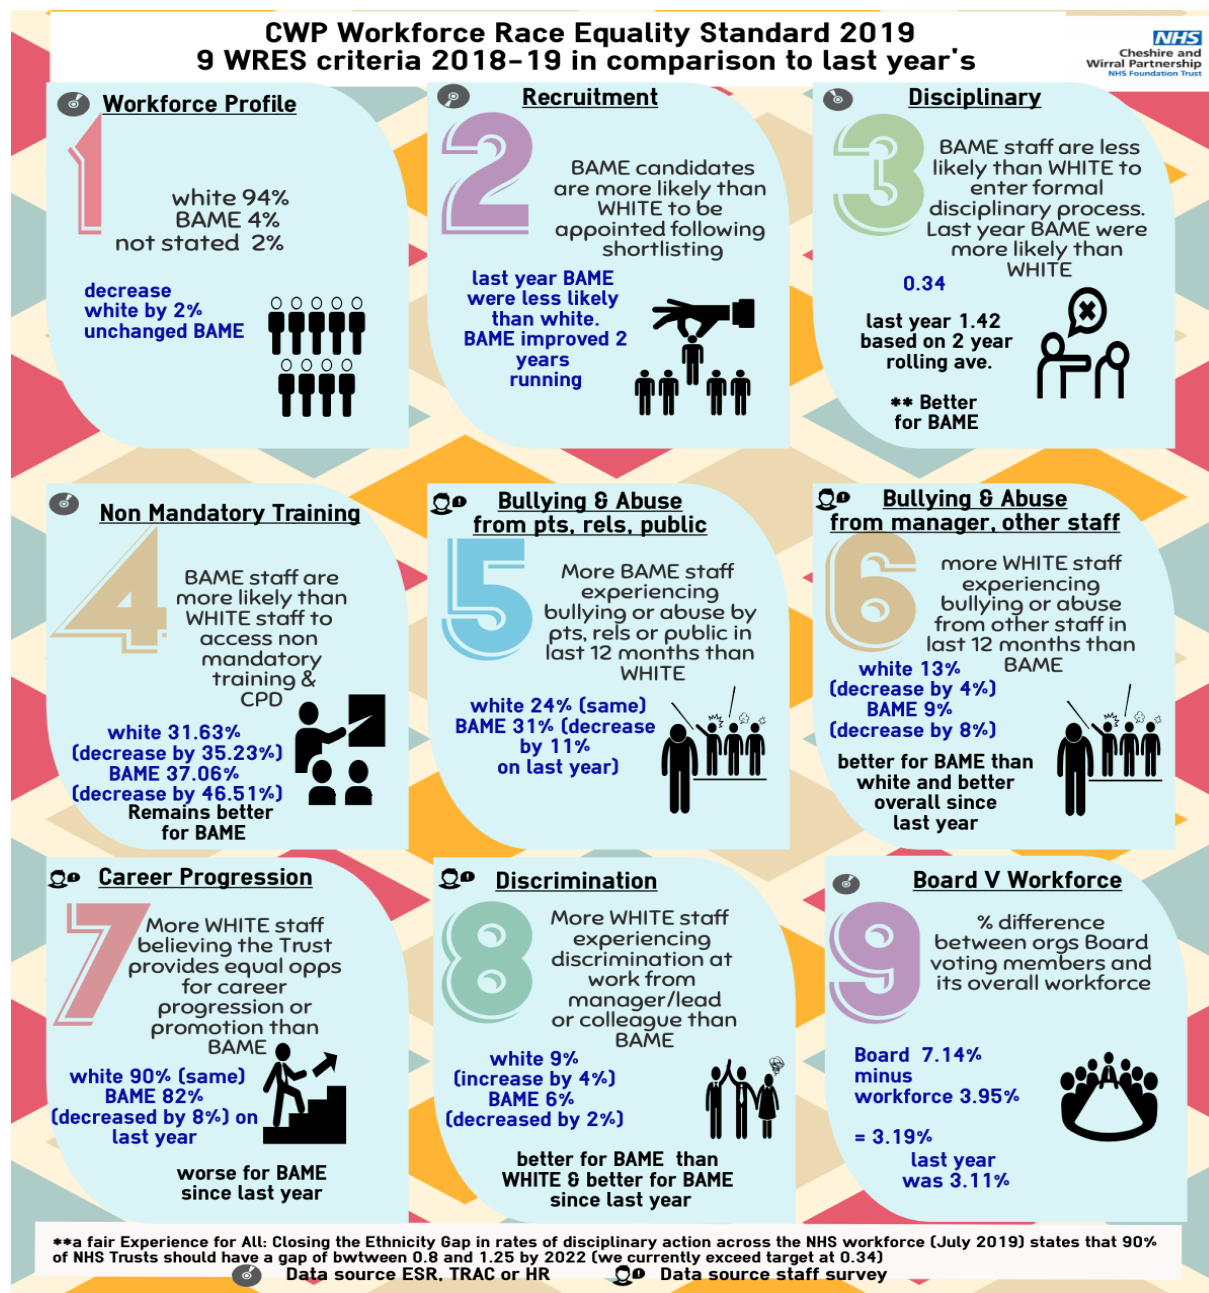 CWP Workforce Race Equality Standard 2019
9 WRES criteria 2018-19 in comparison to last year's
NHS
Cheshire and
Wirral Partnership
NHS Foundation Trust
Workforce Profile
1
white 94%
BAME 4%
not stated 2%
decrease
white by 2%
unchanged BAME
Recruitment
2
BAME candidates
are more likely than
WHITE to be
appointed following
shortlisting
last year BAME
were less likely
than white.
BAME improved 2
years
running
Disciplinary
3
BAME staff are less
likely than WHITE to
enter formal
disciplinary process.
Last year BAME were
more likely than
WHITE
0.34
last year 1.42
based on 2 year
rolling ave.
** Better
for BAME
Non Mandatory Training
4
BAME staff are
more likely than
WHITE staff to
access non
mandatory
training &
CPD
white 31.63%
(decrease by 35.23%)
BAME 37.06%
(decrease by 46.51%)
Remains better
for BAME
Bullying & Abuse
from pts, rels, public
5
More BAME staff
experiencing
bullying or abuse by
pts, rels or public in
last 12 months than
WHITE
white 24% (same)
BAME 31% (decrease
by 11%
on last year)
Bullying & Abuse
from manager, other staff
6
more WHITE staff
experiencing
bullying or abuse
from other staff in
last 12 months than
BAME
white 13%
(decrease by 4%)
BAME 9%
(decrease by 8%)
better for BAME than
white and better
overall since
last year
Career Progression
7
More WHITE staff
believing the Trust
provides equal opps
for career
progression or
promotion than
BAME
white 90% (same)
BAME 82%
(decreased by 8%) on
last year
worse for BAME
since last year
Discrimination
8
More WHITE staff
experiencing
discrimination at
work from
manager/lead
or colleague than
BAME
white 9%
(increase by 4%)
BAME 6%
(decreased by 2%)
better for BAME than
WHITE & better for BAME
since last year
Board V Workforce
9
% difference
between orgs Board
voting members and
its overall workforce
Board 7.14%
minus
workforce 3.95%
= 3.19%
last year
was 3.11%
**a fair Experience for All: Closing the Ethnicity Gap in rates of disciplinary action across the NHS workforce (July 2019) states that 90%
of NHS Trusts should have a gap of bwtween 0.8 and 1.25 by 2022 (we currently exceed target at 0.34)
Data source ESR, TRAC or HR
Data source staff survey